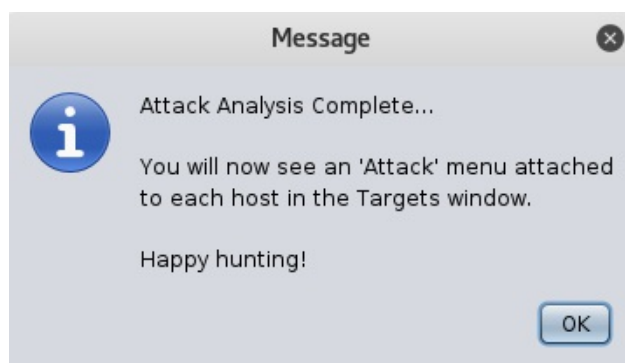 Message
Attack Analysis Complete...
You will now see an 'Attack' menu attached
to each host in the Targets window.
Happy hunting!
OK